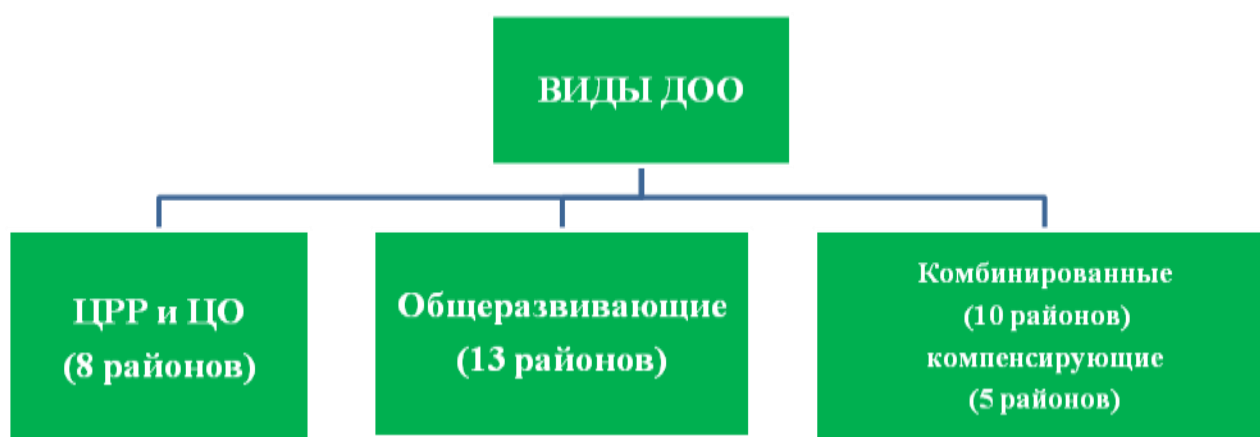 ВИДЫ ДОО
ЦРР и ЦО
(8 районов)
Общеразвивающие
(13 районов)
Комбинированные
(10 районов)
компенсирующие
(5 районов)